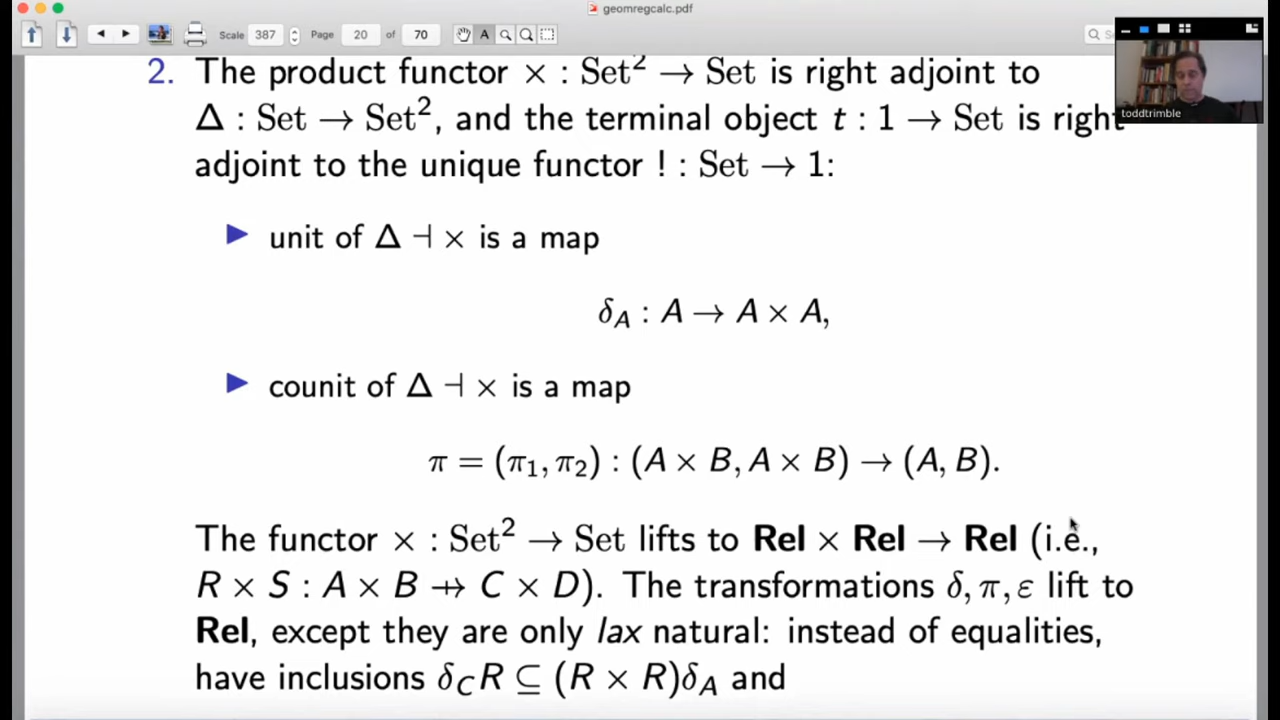 geomregcalc.pdf
Scale 387 Page 20 of 70
toddtrimble
2. The product functor × : Set² → Set is right adjoint to
Δ : Set → Set², and the terminal object t : 1 → Set is right
adjoint to the unique functor ! : Set → 1:
▶ unit of Δ ⊣ × is a map
δ_A : A → A × A,
▶ counit of Δ ⊣ × is a map
π = (π₁, π₂) : (A × B, A × B) → (A, B).
The functor × : Set² → Set lifts to Rel × Rel → Rel (i.e.,
R × S : A × B ⇸ C × D). The transformations δ, π, ε lift to
Rel, except they are only lax natural: instead of equalities,
have inclusions δ_C R ⊆ (R × R)δ_A and